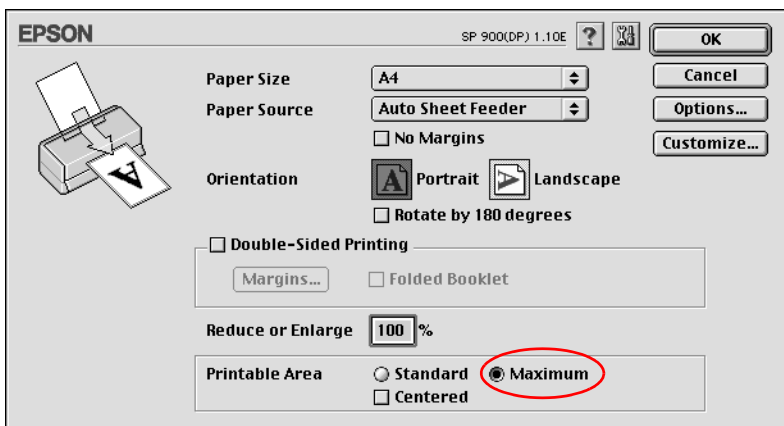 EPSON SP 900(DP) 1.10E ? OK
Paper Size A4 Cancel
Paper Source Auto Sheet Feeder Options...
No Margins Customize...
Orientation A Portrait A Landscape
Rotate by 180 degrees
Double-Sided Printing
Margins... Folded Booklet
Reduce or Enlarge 100 %
Printable Area Standard Maximum
Centered
A